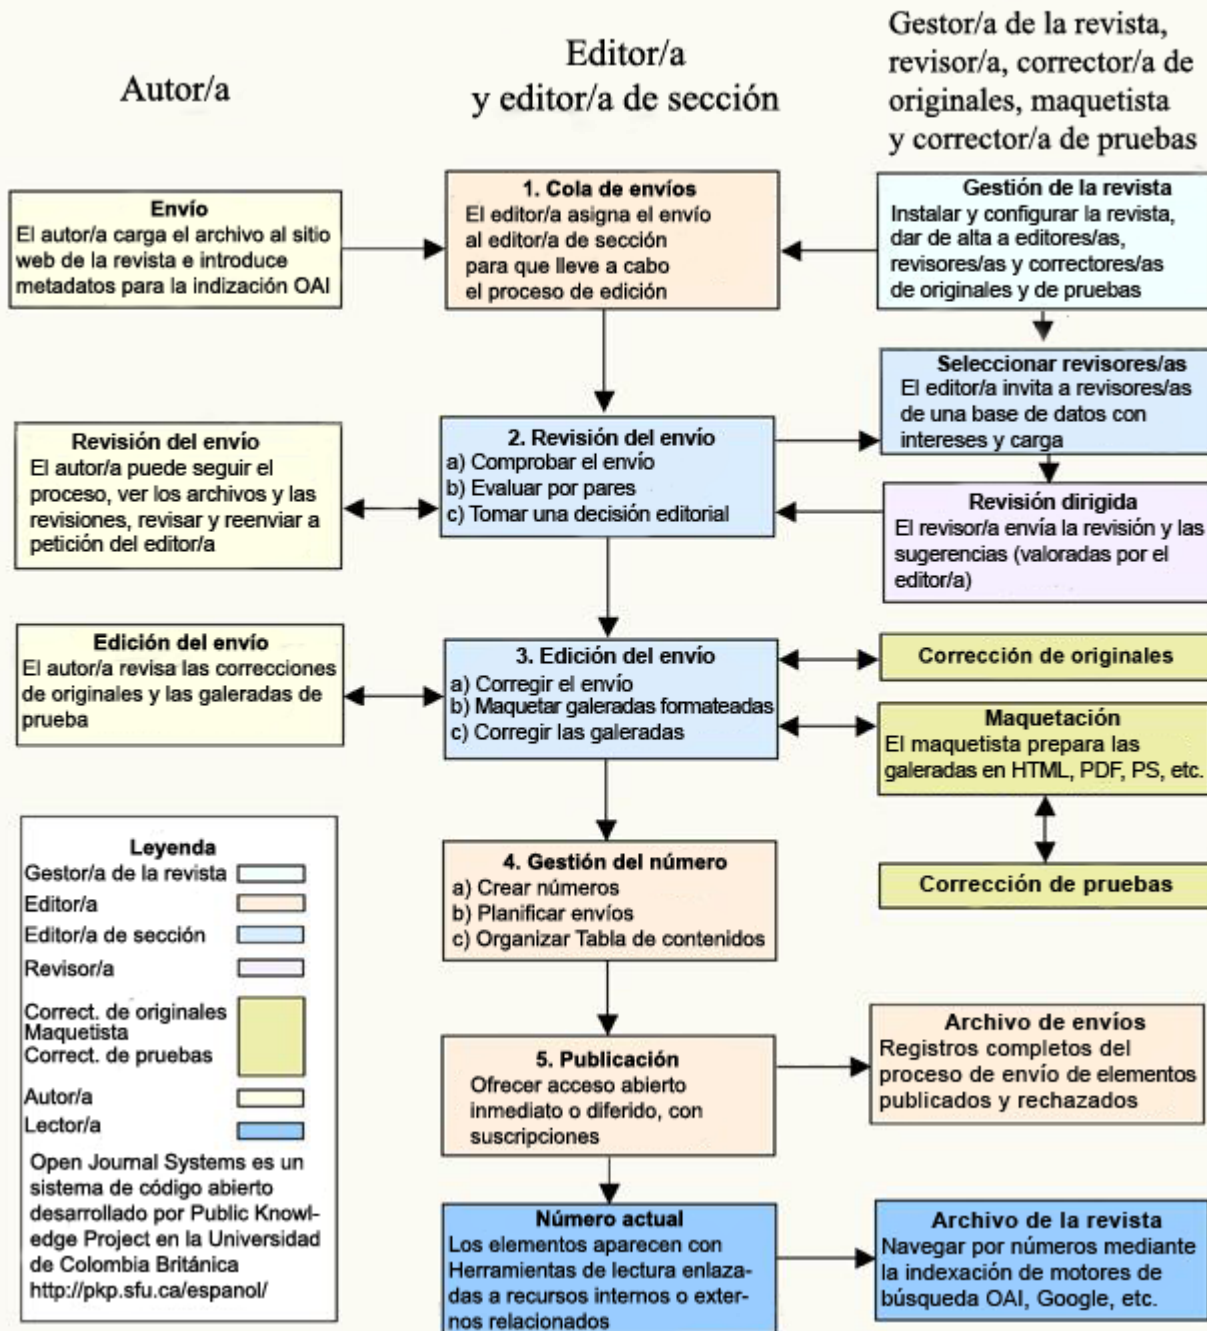 Autor/a
Editor/a
y editor/a de sección
Gestor/a de la revista,
revisor/a, corrector/a de
originales, maquetista
y corrector/a de pruebas
Envío
El autor/a carga el archivo al sitio
web de la revista e introduce
metadatos para la indización OAI
1. Cola de envíos
El editor/a asigna el envío
al editor/a de sección
para que lleve a cabo
el proceso de edición
Gestión de la revista
Instalar y configurar la revista,
dar de alta a editores/as,
revisores/as y correctores/as
de originales y de pruebas
Seleccionar revisores/as
El editor/a invita a revisores/as
de una base de datos con
intereses y carga
Revisión del envío
El autor/a puede seguir el
proceso, ver los archivos y las
revisiones, revisar y reenviar a
petición del editor/a
2. Revisión del envío
a) Comprobar el envío
b) Evaluar por pares
c) Tomar una decisión editorial
Revisión dirigida
El revisor/a envía la revisión y las
sugerencias (valoradas por el
editor/a)
Edición del envío
El autor/a revisa las correcciones
de originales y las galeradas de
prueba
3. Edición del envío
a) Corregir el envío
b) Maquetar galeradas formateadas
c) Corregir las galeradas
Corrección de originales
Maquetación
El maquetista prepara las
galeradas en HTML, PDF, PS, etc.
Corrección de pruebas
4. Gestión del número
a) Crear números
b) Planificar envíos
c) Organizar Tabla de contenidos
5. Publicación
Ofrecer acceso abierto
inmediato o diferido, con
suscripciones
Archivo de envíos
Registros completos del
proceso de envío de elementos
publicados y rechazados
Número actual
Los elementos aparecen con
Herramientas de lectura enlaza-
das a recursos internos o exter-
nos relacionados
Archivo de la revista
Navegar por números mediante
la indexación de motores de
búsqueda OAI, Google, etc.
Leyenda
Gestor/a de la revista
Editor/a
Editor/a de sección
Revisor/a
Correct. de originales
Maquetista
Correct. de pruebas
Autor/a
Lector/a
Open Journal Systems es un
sistema de código abierto
desarrollado por Public Knowl-
edge Project en la Universidad
de Colombia Británica
http://pkp.sfu.ca/espanol/